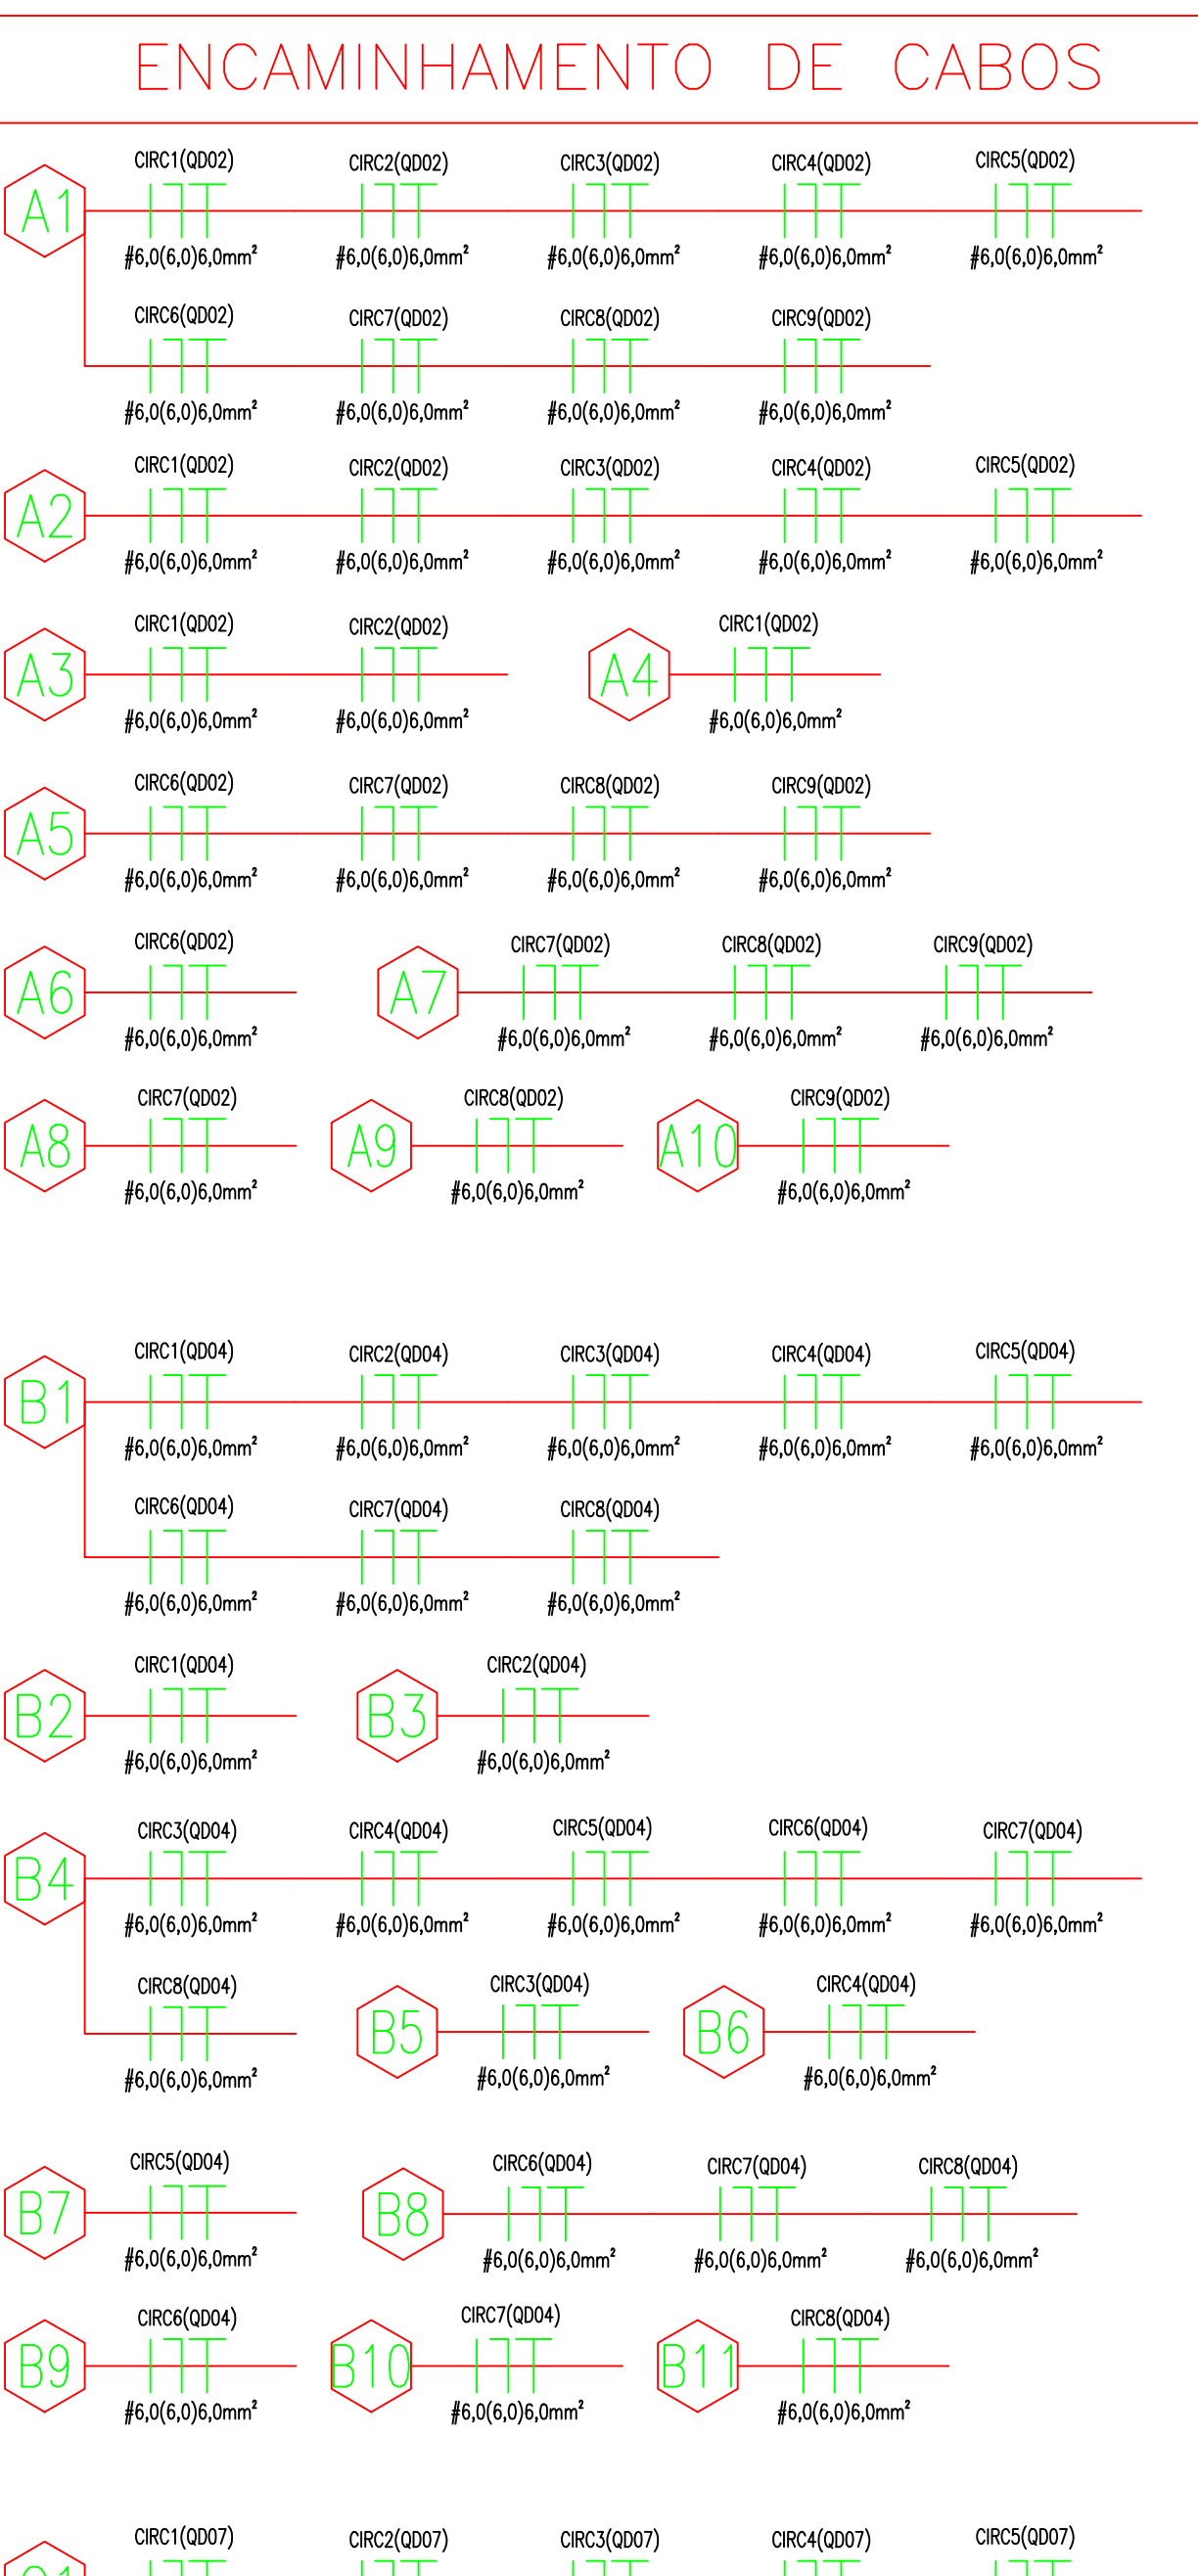 ENCAMINHAMENTO DE CABOS
CIRC1(QD02) CIRC2(QD02) CIRC3(QD02) CIRC4(QD02) CIRC5(QD02)
A1
#6,0(6,0)6,0mm² #6,0(6,0)6,0mm² #6,0(6,0)6,0mm² #6,0(6,0)6,0mm² #6,0(6,0)6,0mm²
CIRC6(QD02) CIRC7(QD02) CIRC8(QD02) CIRC9(QD02)
#6,0(6,0)6,0mm² #6,0(6,0)6,0mm² #6,0(6,0)6,0mm² #6,0(6,0)6,0mm²
CIRC1(QD02) CIRC2(QD02) CIRC3(QD02) CIRC4(QD02) CIRC5(QD02)
A2
#6,0(6,0)6,0mm² #6,0(6,0)6,0mm² #6,0(6,0)6,0mm² #6,0(6,0)6,0mm² #6,0(6,0)6,0mm²
CIRC1(QD02) CIRC2(QD02) CIRC1(QD02)
A3 A4
#6,0(6,0)6,0mm² #6,0(6,0)6,0mm² #6,0(6,0)6,0mm²
CIRC6(QD02) CIRC7(QD02) CIRC8(QD02) CIRC9(QD02)
A5
#6,0(6,0)6,0mm² #6,0(6,0)6,0mm² #6,0(6,0)6,0mm² #6,0(6,0)6,0mm²
CIRC6(QD02) CIRC7(QD02) CIRC8(QD02) CIRC9(QD02)
A6 A7
#6,0(6,0)6,0mm² #6,0(6,0)6,0mm² #6,0(6,0)6,0mm² #6,0(6,0)6,0mm²
CIRC7(QD02) CIRC8(QD02) CIRC9(QD02)
A8 A9 A10
#6,0(6,0)6,0mm² #6,0(6,0)6,0mm² #6,0(6,0)6,0mm²
CIRC1(QD04) CIRC2(QD04) CIRC3(QD04) CIRC4(QD04) CIRC5(QD04)
B1
#6,0(6,0)6,0mm² #6,0(6,0)6,0mm² #6,0(6,0)6,0mm² #6,0(6,0)6,0mm² #6,0(6,0)6,0mm²
CIRC6(QD04) CIRC7(QD04) CIRC8(QD04)
#6,0(6,0)6,0mm² #6,0(6,0)6,0mm² #6,0(6,0)6,0mm²
CIRC1(QD04) CIRC2(QD04)
B2 B3
#6,0(6,0)6,0mm² #6,0(6,0)6,0mm²
CIRC3(QD04) CIRC4(QD04) CIRC5(QD04) CIRC6(QD04) CIRC7(QD04)
B4
#6,0(6,0)6,0mm² #6,0(6,0)6,0mm² #6,0(6,0)6,0mm² #6,0(6,0)6,0mm² #6,0(6,0)6,0mm²
CIRC8(QD04) CIRC3(QD04) CIRC4(QD04)
B5 B6
#6,0(6,0)6,0mm² #6,0(6,0)6,0mm² #6,0(6,0)6,0mm²
CIRC5(QD04) CIRC6(QD04) CIRC7(QD04) CIRC8(QD04)
B7 B8
#6,0(6,0)6,0mm² #6,0(6,0)6,0mm² #6,0(6,0)6,0mm² #6,0(6,0)6,0mm²
CIRC6(QD04) CIRC7(QD04) CIRC8(QD04)
B9 B10 B11
#6,0(6,0)6,0mm² #6,0(6,0)6,0mm² #6,0(6,0)6,0mm²
CIRC1(QD07) CIRC2(QD07) CIRC3(QD07) CIRC4(QD07) CIRC5(QD07)